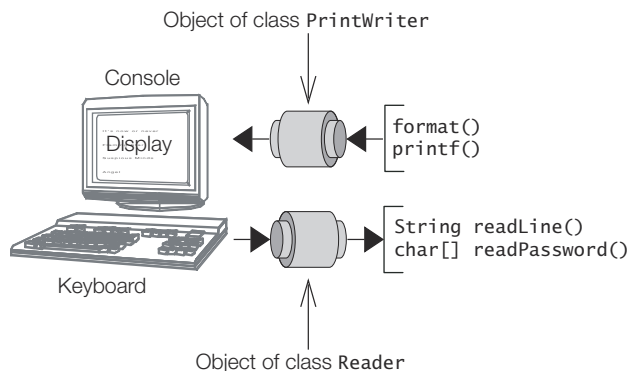 Object of class PrintWriter
Console
Display
format()
printf()
String readLine()
char[] readPassword()
Keyboard
Object of class Reader